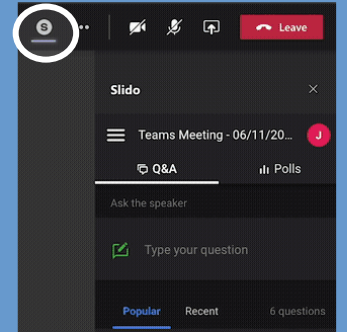 S
Leave
Slido
Teams Meeting - 06/11/20...
J
Q&A
Polls
Ask the speaker
Type your question
Popular Recent 6 questions